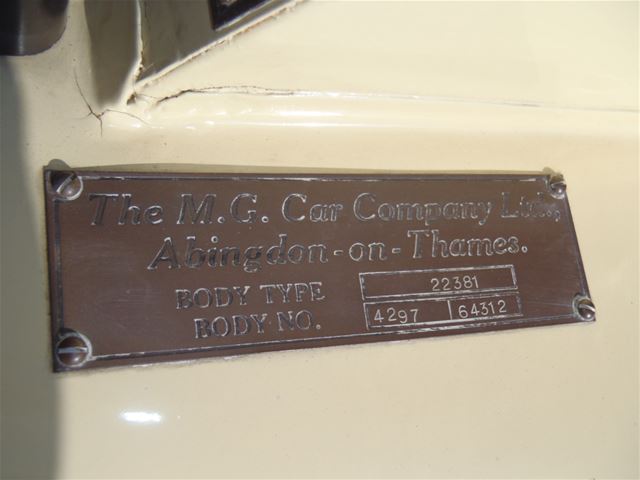 The M.G. Car Company Ltd.,
Abingdon-on-Thames.
BODY TYPE 22381
BODY NO. 4297 64312